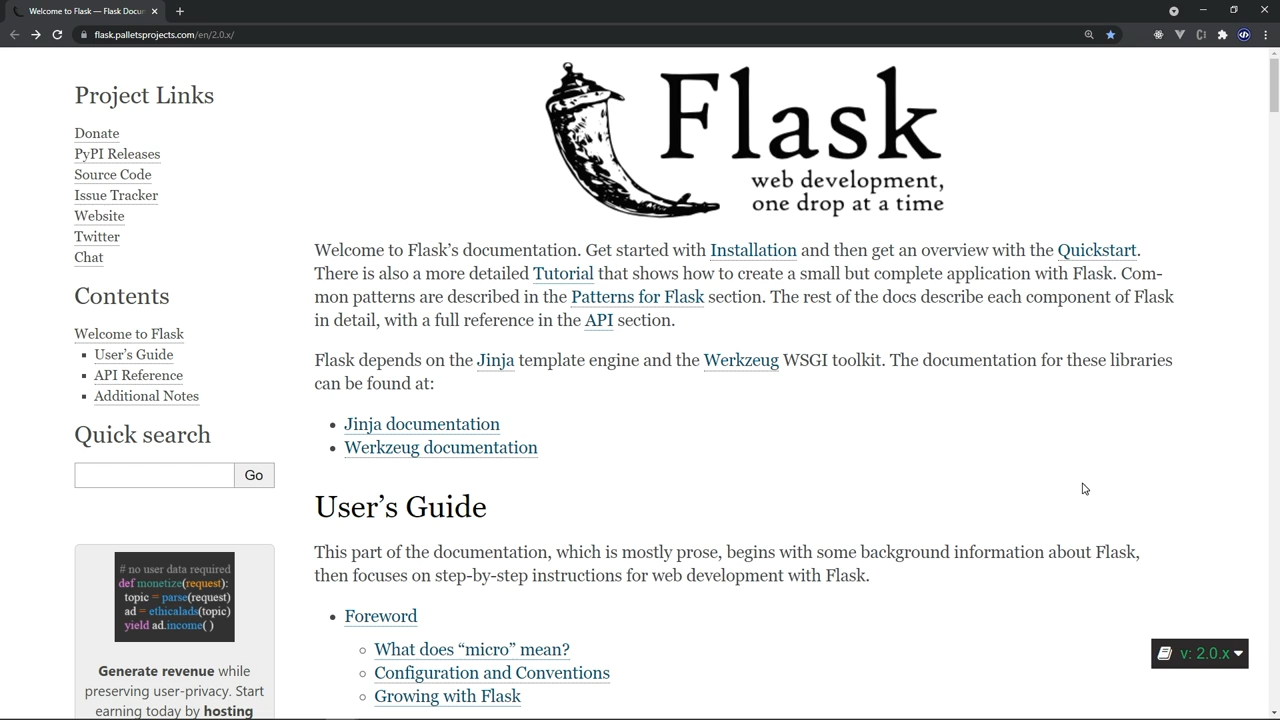 Welcome to Flask — Flask Docu
flask.palletsprojects.com/en/2.0.x/
Project Links
Donate
PyPI Releases
Source Code
Issue Tracker
Website
Twitter
Chat
Contents
Welcome to Flask
User's Guide
API Reference
Additional Notes
Quick search
Go
# no user data required
def monetize(request):
topic = parse(request)
ad = ethicalads(topic)
yield ad.income( )
Generate revenue while
preserving user-privacy. Start
earning today by hosting
Flask
web development,
one drop at a time
Welcome to Flask's documentation. Get started with Installation and then get an overview with the Quickstart.
There is also a more detailed Tutorial that shows how to create a small but complete application with Flask. Com-
mon patterns are described in the Patterns for Flask section. The rest of the docs describe each component of Flask
in detail, with a full reference in the API section.
Flask depends on the Jinja template engine and the Werkzeug WSGI toolkit. The documentation for these libraries
can be found at:
Jinja documentation
Werkzeug documentation
User's Guide
This part of the documentation, which is mostly prose, begins with some background information about Flask,
then focuses on step-by-step instructions for web development with Flask.
Foreword
What does “micro” mean?
Configuration and Conventions
Growing with Flask
v: 2.0.x